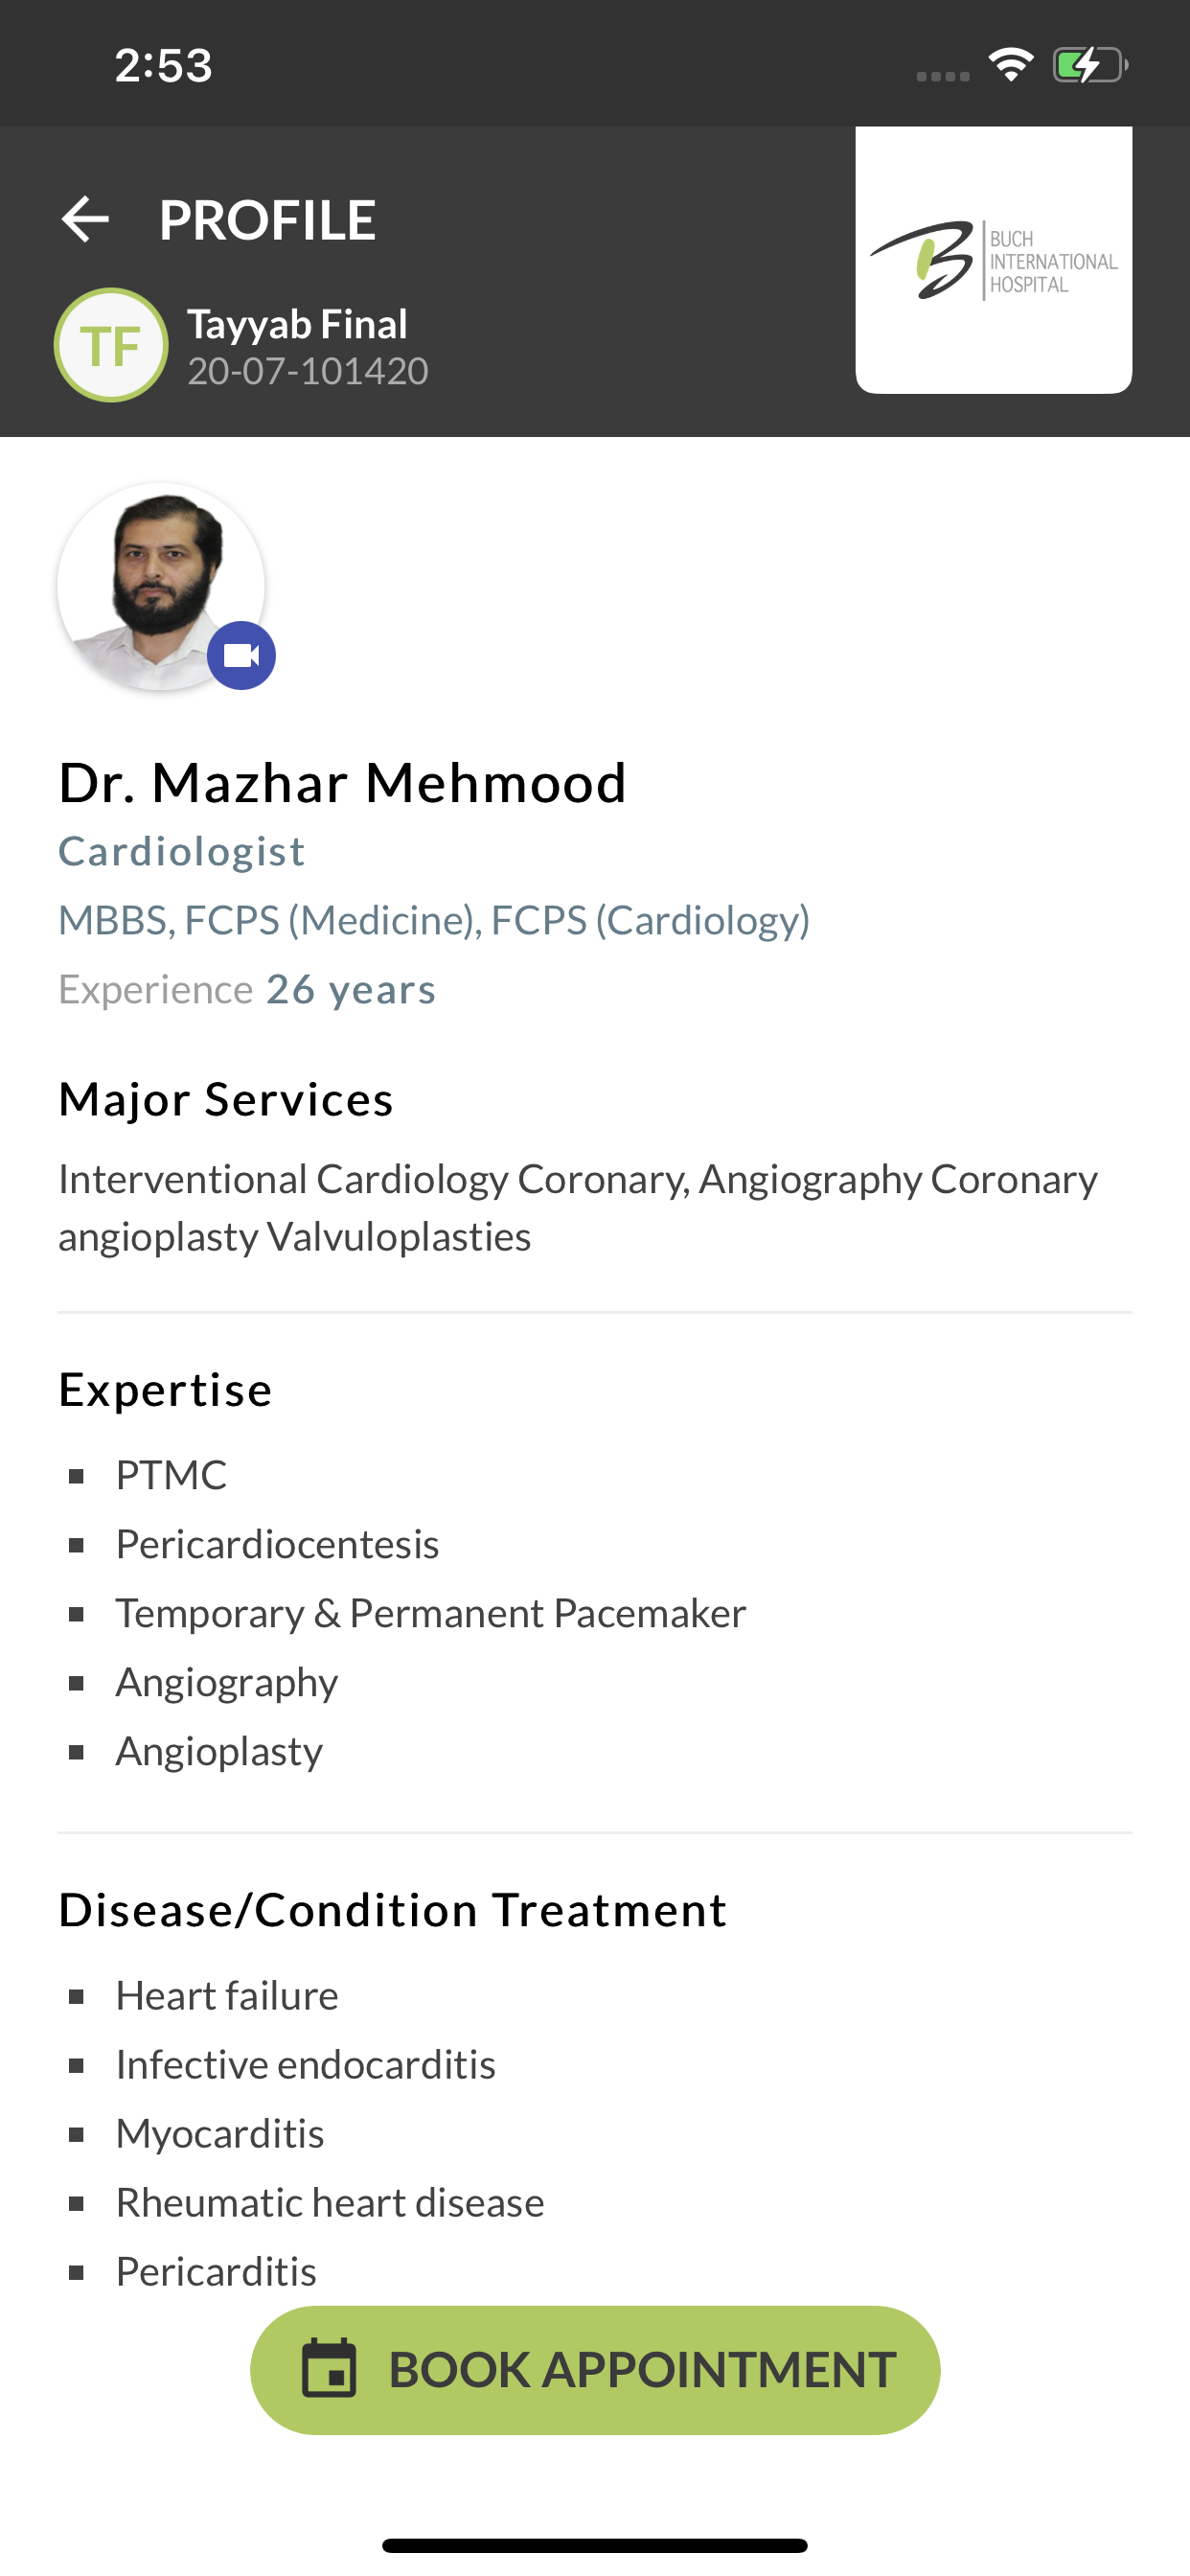 2:53
PROFILE
BUCH
INTERNATIONAL
HOSPITAL
TF
Tayyab Final
20-07-101420
Dr. Mazhar Mehmood
Cardiologist
MBBS, FCPS (Medicine), FCPS (Cardiology)
Experience 26 years
Major Services
Interventional Cardiology Coronary, Angiography Coronary
angioplasty Valvuloplasties
Expertise
▪ PTMC
▪ Pericardiocentesis
▪ Temporary & Permanent Pacemaker
▪ Angiography
▪ Angioplasty
Disease/Condition Treatment
▪ Heart failure
▪ Infective endocarditis
▪ Myocarditis
▪ Rheumatic heart disease
▪ Pericarditis
BOOK APPOINTMENT